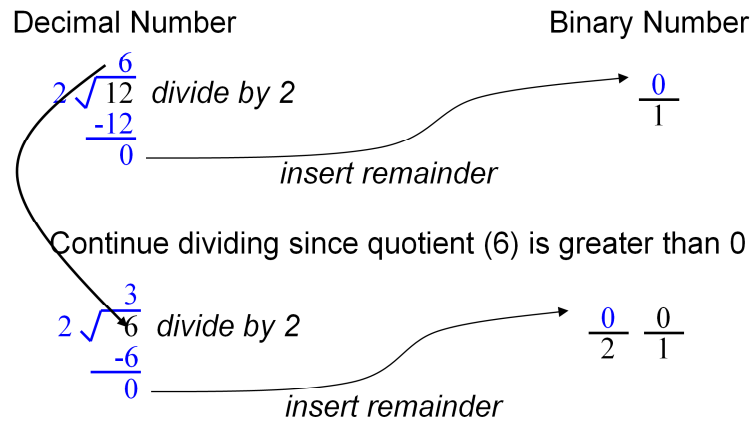 Decimal Number Binary Number
6
2 12 divide by 2 0
-12 1
0
insert remainder
Continue dividing since quotient (6) is greater than 0
3
2 6 divide by 2 0 0
-6 2 1
0
insert remainder